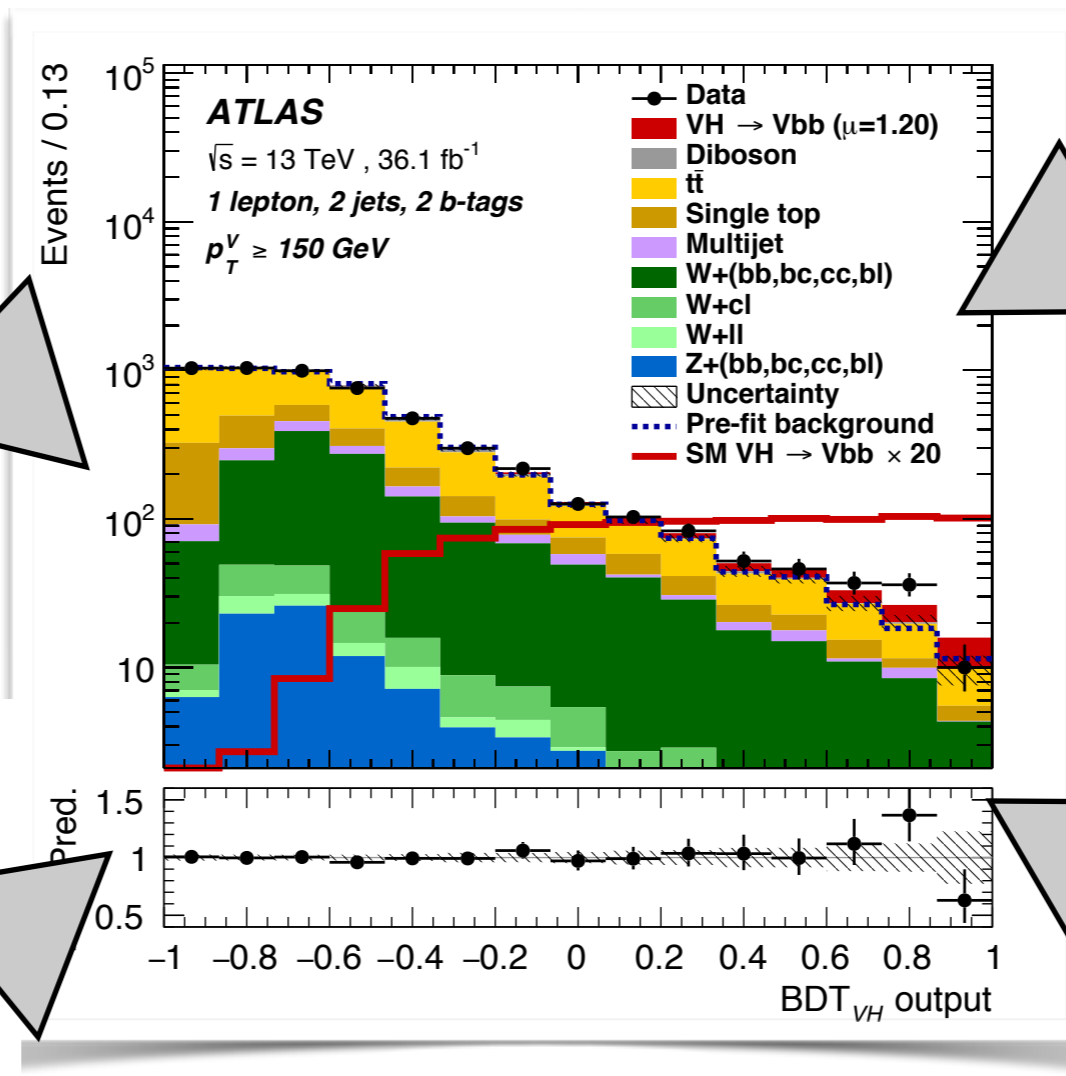 Events / 0.13
10⁵
10⁴
10³
10²
10
ATLAS
√s = 13 TeV , 36.1 fb⁻¹
1 lepton, 2 jets, 2 b-tags
p_T^V ≥ 150 GeV
Data
VH → Vbb (μ=1.20)
Diboson
tt̄
Single top
Multijet
W+(bb,bc,cc,bl)
W+cl
W+ll
Z+(bb,bc,cc,bl)
Uncertainty
Pre-fit background
SM VH → Vbb × 20
Pred.
1.5
1
0.5
−1 −0.8 −0.6 −0.4 −0.2 0 0.2 0.4 0.6 0.8 1
BDT_VH output